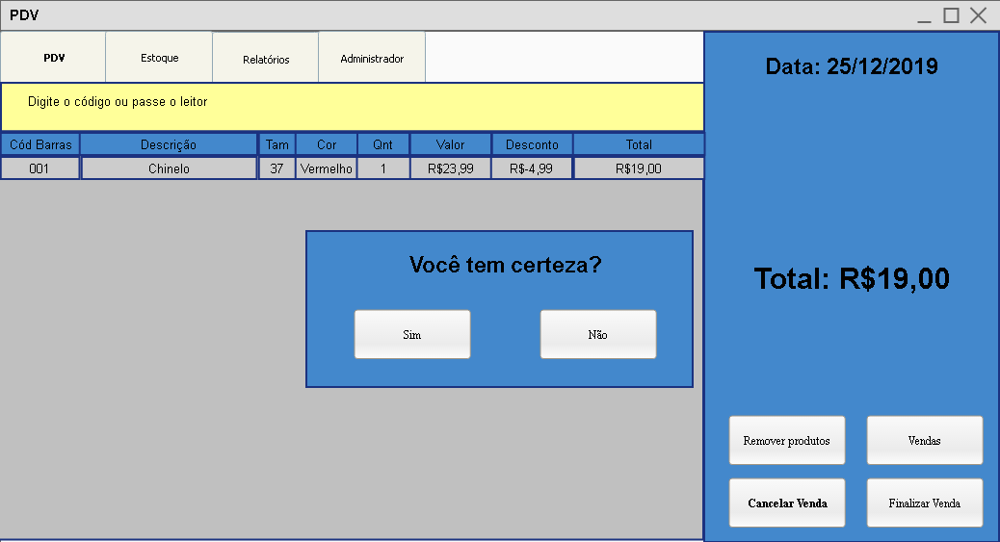 PDV
PDV Estoque Relatórios Administrador
Data: 25/12/2019
Digite o código ou passe o leitor
Cód Barras Descrição Tam Cor Qnt Valor Desconto Total
001 Chinelo 37 Vermelho 1 R$23,99 R$-4,99 R$19,00
Você tem certeza?
Sim Não
Total: R$19,00
Remover produtos Vendas
Cancelar Venda Finalizar Venda